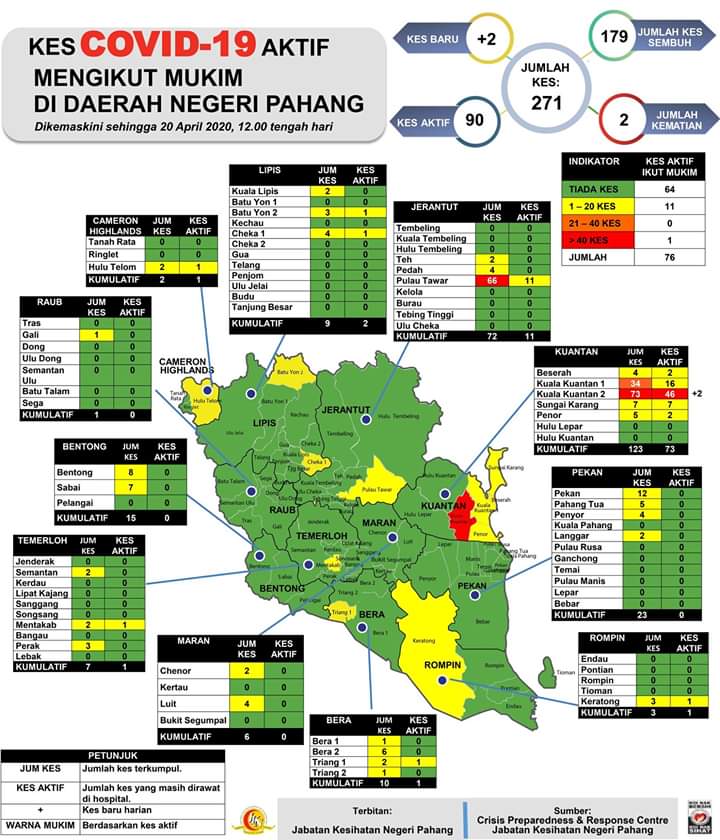 KES COVID-19 AKTIF
MENGIKUT MUKIM
DI DAERAH NEGERI PAHANG
Dikemaskini sehingga 20 April 2020, 12.00 tengah hari
KES BARU +2
179 JUMLAH KES SEMBUH
JUMLAH KES: 271
KES AKTIF 90
2 JUMLAH KEMATIAN
INDIKATOR KES AKTIF IKUT MUKIM
TIADA KES 64
1 – 20 KES 11
21 – 40 KES 0
> 40 KES 1
JUMLAH 76
LIPIS JUM KES KES AKTIF
Kuala Lipis 2 0
Batu Yon 1 0 0
Batu Yon 2 3 1
Kechau 0 0
Cheka 1 4 1
Cheka 2 0 0
Gua 0 0
Telang 0 0
Penjom 0 0
Ulu Jelai 0 0
Budu 0 0
Tanjung Besar 0 0
KUMULATIF 9 2
JERANTUT JUM KES KES AKTIF
Tembeling 0 0
Kuala Tembeling 0 0
Hulu Tembeling 0 0
Teh 2 0
Pedah 4 0
Pulau Tawar 66 11
Kelola 0 0
Burau 0 0
Tebing Tinggi 0 0
Ulu Cheka 0 0
KUMULATIF 72 11
CAMERON HIGHLANDS JUM KES KES AKTIF
Tanah Rata 0 0
Ringlet 0 0
Hulu Telom 2 1
KUMULATIF 2 1
RAUB JUM KES KES AKTIF
Tras 0 0
Gali 1 0
Dong 0 0
Ulu Dong 0 0
Semantan Ulu 0 0
Batu Talam 0 0
Sega 0 0
KUMULATIF 1 0
KUANTAN JUM KES KES AKTIF
Beserah 4 2
Kuala Kuantan 1 34 16
Kuala Kuantan 2 73 46 +2
Sungai Karang 7 7
Penor 5 2
Hulu Lepar 0 0
Hulu Kuantan 0 0
KUMULATIF 123 73
BENTONG JUM KES KES AKTIF
Bentong 8 0
Sabai 7 0
Pelangai 0 0
KUMULATIF 15 0
PEKAN JUM KES KES AKTIF
Pekan 12 0
Pahang Tua 5 0
Penyor 4 0
Kuala Pahang 0 0
Langgar 2 0
Pulau Rusa 0 0
Ganchong 0 0
Temai 0 0
Pulau Manis 0 0
Lepar 0 0
Bebar 0 0
KUMULATIF 23 0
TEMERLOH JUM KES KES AKTIF
Jenderak 0 0
Semantan 2 0
Kerdau 0 0
Lipat Kajang 0 0
Sanggang 0 0
Songsang 0 0
Mentakab 2 1
Bangau 0 0
Perak 3 0
Lebak 0 0
KUMULATIF 7 1
MARAN JUM KES KES AKTIF
Chenor 2 0
Kertau 0 0
Luit 4 0
Bukit Segumpal 0 0
KUMULATIF 6 0
ROMPIN JUM KES KES AKTIF
Endau 0 0
Pontian 0 0
Rompin 0 0
Tioman 0 0
Keratong 3 1
KUMULATIF 3 1
BERA JUM KES KES AKTIF
Bera 1 1 0
Bera 2 6 0
Triang 1 2 1
Triang 2 1 0
KUMULATIF 10 1
CAMERON HIGHLANDS
Tanah Rata
Hulu Telom
Ringlet
Batu Yon 2
Batu Yon 1
Kechau
Ulu Jelai
LIPIS
JERANTUT
Hulu Tembeling
Tembeling
Gua
Cheka 2
Telang
Kuala Lipis
Penjom
Cheka 1
Batu Talam
Sega
Budu
Kuala Tembeling
Teh
Pedah
Ulu Dong
Dong
Ulu Cheka
Pulau Tawar
Semantan Ulu
Hulu Kuantan
Sungai Karang
Beserah
KUANTAN
Kuala Kuantan
Penor
Hulu Lepar
RAUB
Tras
Gali
Jenderak
MARAN
Luit
TEMERLOH
Semantan
Kerdau
Sanggang
Songsang
Mentakab
Bukit Segumpal
Chenor
Perak
Bentong
Sabai
BENTONG
Pelangai
Triang 2
Triang 1
Bera 2
BERA
Bera 1
Lepar
Penyor
PEKAN
Pahang Tua
Bebar
Keratong
ROMPIN
Rompin
Pontian
Endau
Tioman
PETUNJUK
JUM KES Jumlah kes terkumpul.
KES AKTIF Jumlah kes yang masih dirawat di hospital.
+ Kes baru harian
WARNA MUKIM Berdasarkan kes aktif
Terbitan:
Jabatan Kesihatan Negeri Pahang
Sumber:
Crisis Preparedness & Response Centre
Jabatan Kesihatan Negeri Pahang